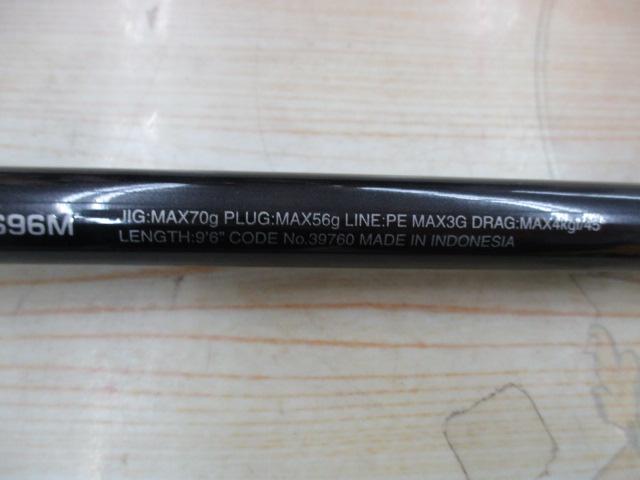 S96M JIG:MAX70g PLUG:MAX56g LINE:PE MAX3G DRAG:MAX4kgf/45°
LENGTH:9'6" CODE No.39760 MADE IN INDONESIA